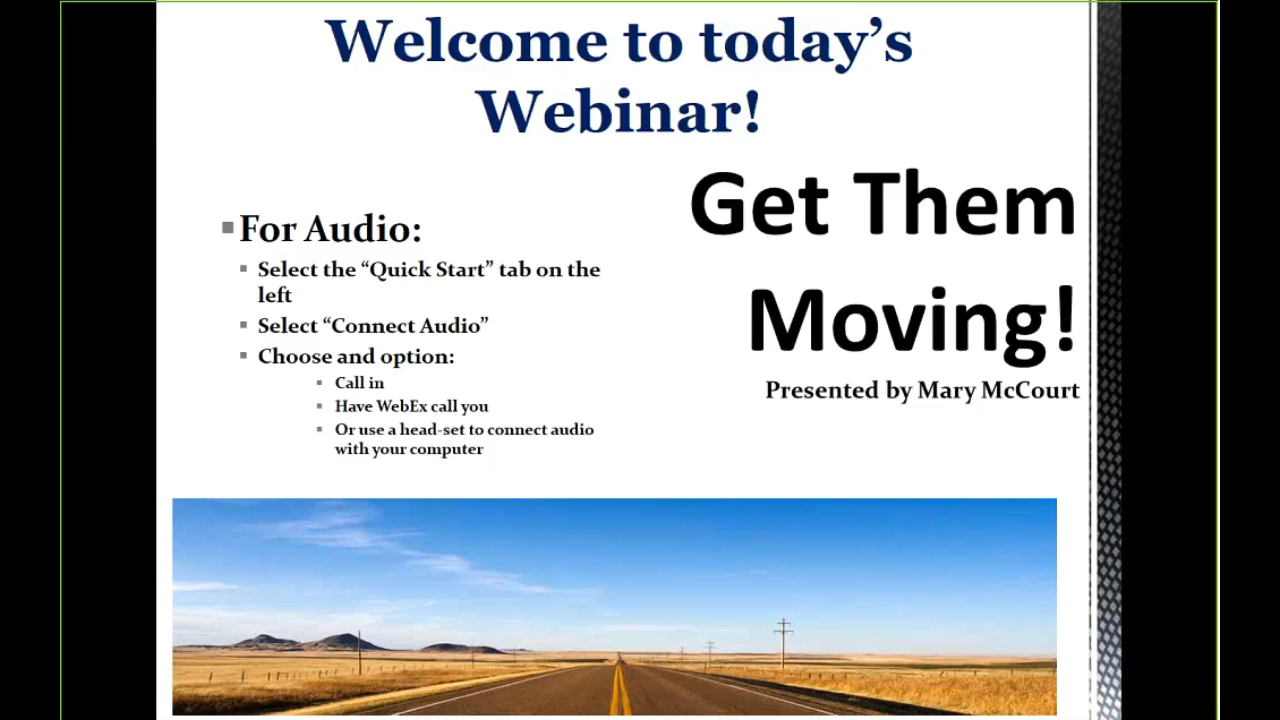 Welcome to today’s
Webinar!
Get Them
Moving!
Presented by Mary McCourt
For Audio:
Select the “Quick Start” tab on the
left
Select “Connect Audio”
Choose and option:
Call in
Have WebEx call you
Or use a head-set to connect audio
with your computer